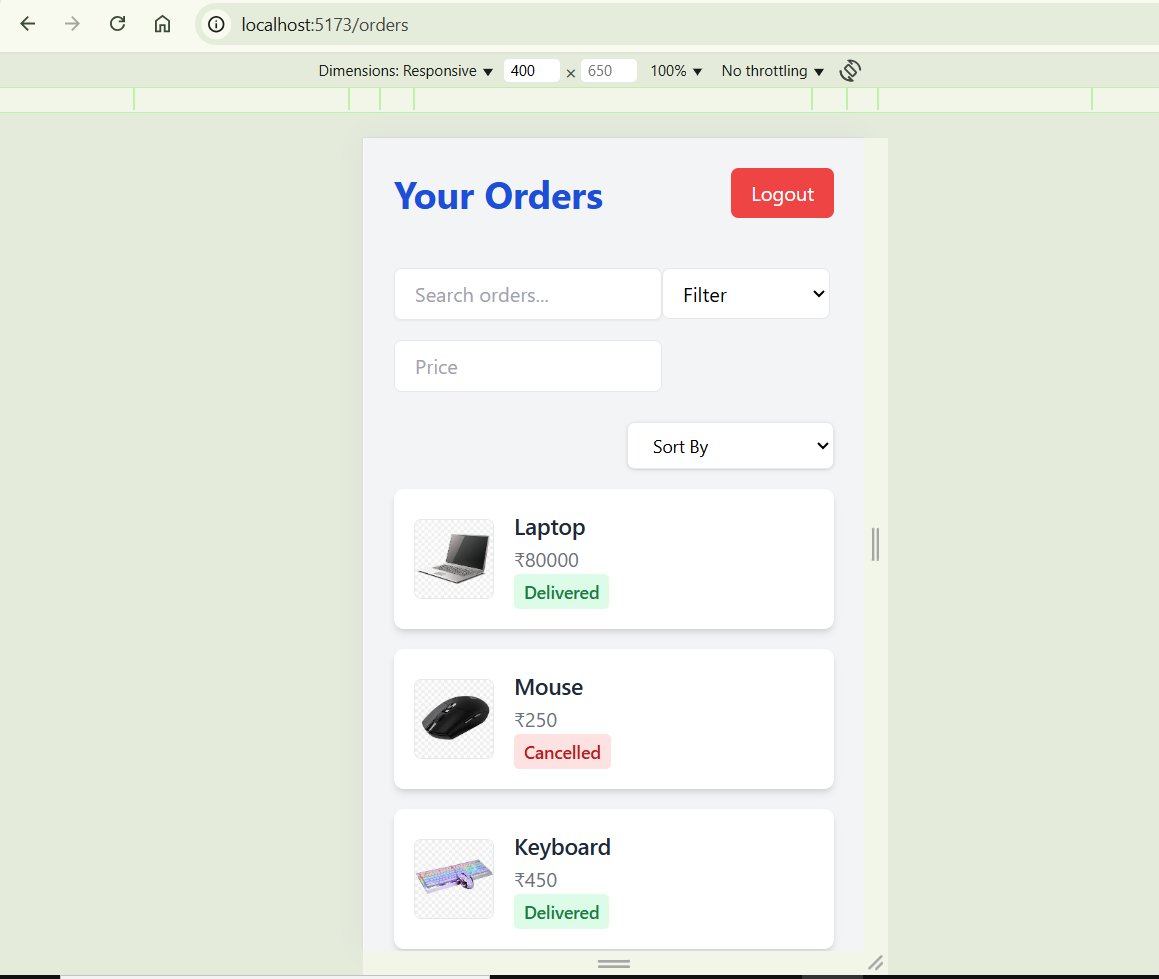 localhost:5173/orders
Dimensions: Responsive 400 × 650 100% No throttling
Your Orders Logout
Search orders... Filter
Price
Sort By
Laptop
₹80000
Delivered
Mouse
₹250
Cancelled
Keyboard
₹450
Delivered